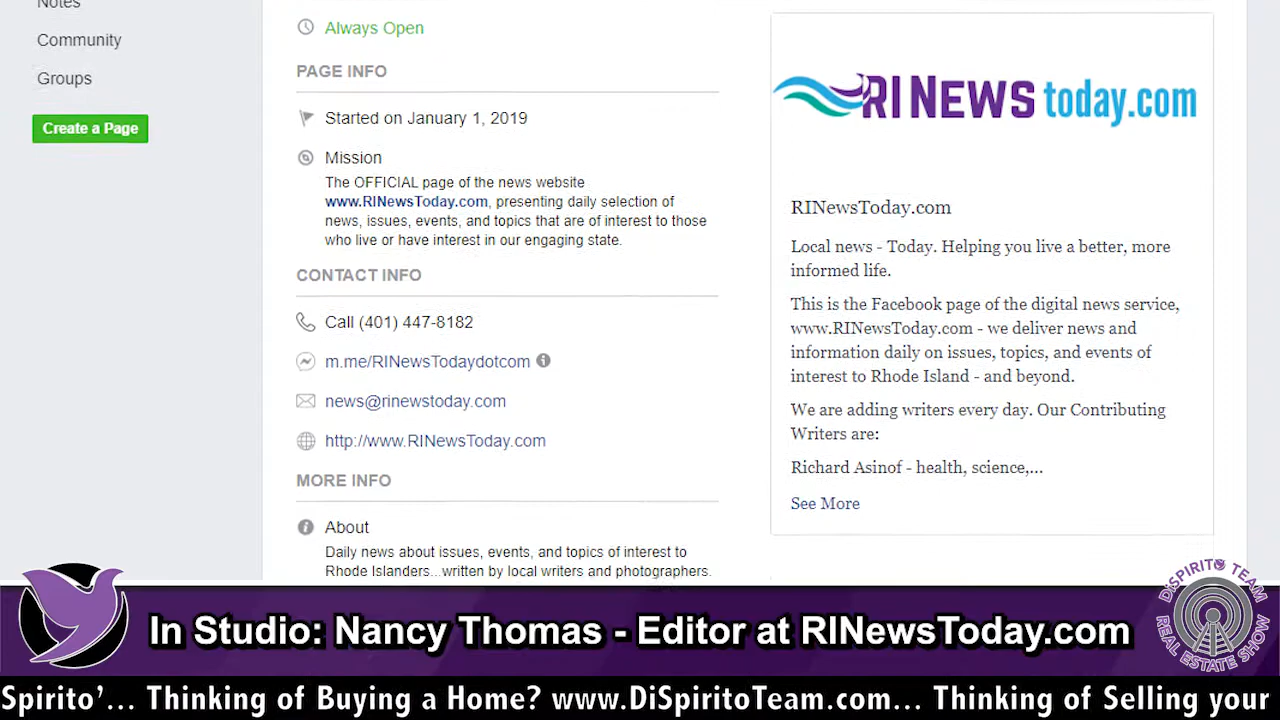 Notes
Community
Groups
Create a Page
Always Open
PAGE INFO
Started on January 1, 2019
Mission
The OFFICIAL page of the news website
www.RINewsToday.com, presenting daily selection of
news, issues, events, and topics that are of interest to those
who live or have interest in our engaging state.
CONTACT INFO
Call (401) 447-8182
m.me/RINewsTodaydotcom
news@rinewstoday.com
http://www.RINewsToday.com
MORE INFO
About
Daily news about issues, events, and topics of interest to
Rhode Islanders...written by local writers and photographers.
RI NEWS today.com
RINewsToday.com
Local news - Today. Helping you live a better, more
informed life.
This is the Facebook page of the digital news service,
www.RINewsToday.com - we deliver news and
information daily on issues, topics, and events of
interest to Rhode Island - and beyond.
We are adding writers every day. Our Contributing
Writers are:
Richard Asinof - health, science,...
See More
In Studio: Nancy Thomas - Editor at RINewsToday.com
DiSPIRITO TEAM
REAL ESTATE SHOW
Spirito’... Thinking of Buying a Home? www.DiSpiritoTeam.com... Thinking of Selling your